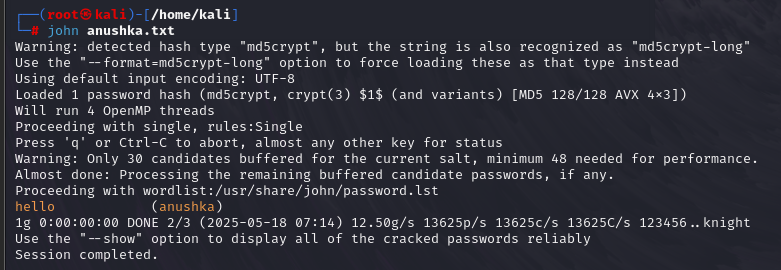 ┌──(root㉿kali)-[/home/kali]
└─# john anushka.txt
Warning: detected hash type "md5crypt", but the string is also recognized as "md5crypt-long"
Use the "--format=md5crypt-long" option to force loading these as that type instead
Using default input encoding: UTF-8
Loaded 1 password hash (md5crypt, crypt(3) $1$ (and variants) [MD5 128/128 AVX 4×3])
Will run 4 OpenMP threads
Proceeding with single, rules:Single
Press 'q' or Ctrl-C to abort, almost any other key for status
Warning: Only 30 candidates buffered for the current salt, minimum 48 needed for performance.
Almost done: Processing the remaining buffered candidate passwords, if any.
Proceeding with wordlist:/usr/share/john/password.lst
hello            (anushka)
1g 0:00:00:00 DONE 2/3 (2025-05-18 07:14) 12.50g/s 13625p/s 13625c/s 13625C/s 123456..knight
Use the "--show" option to display all of the cracked passwords reliably
Session completed.